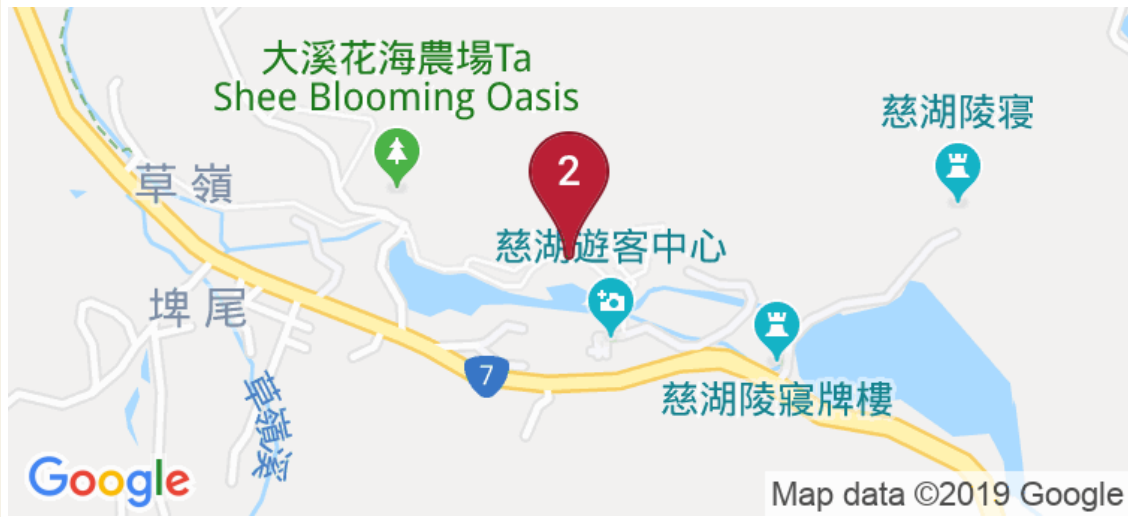 大溪花海農場Ta
Shee Blooming Oasis
慈湖陵寢
2
草嶺
慈湖遊客中心
埤尾
7
慈湖陵寢牌樓
草嶺溪
Google
Map data ©2019 Google